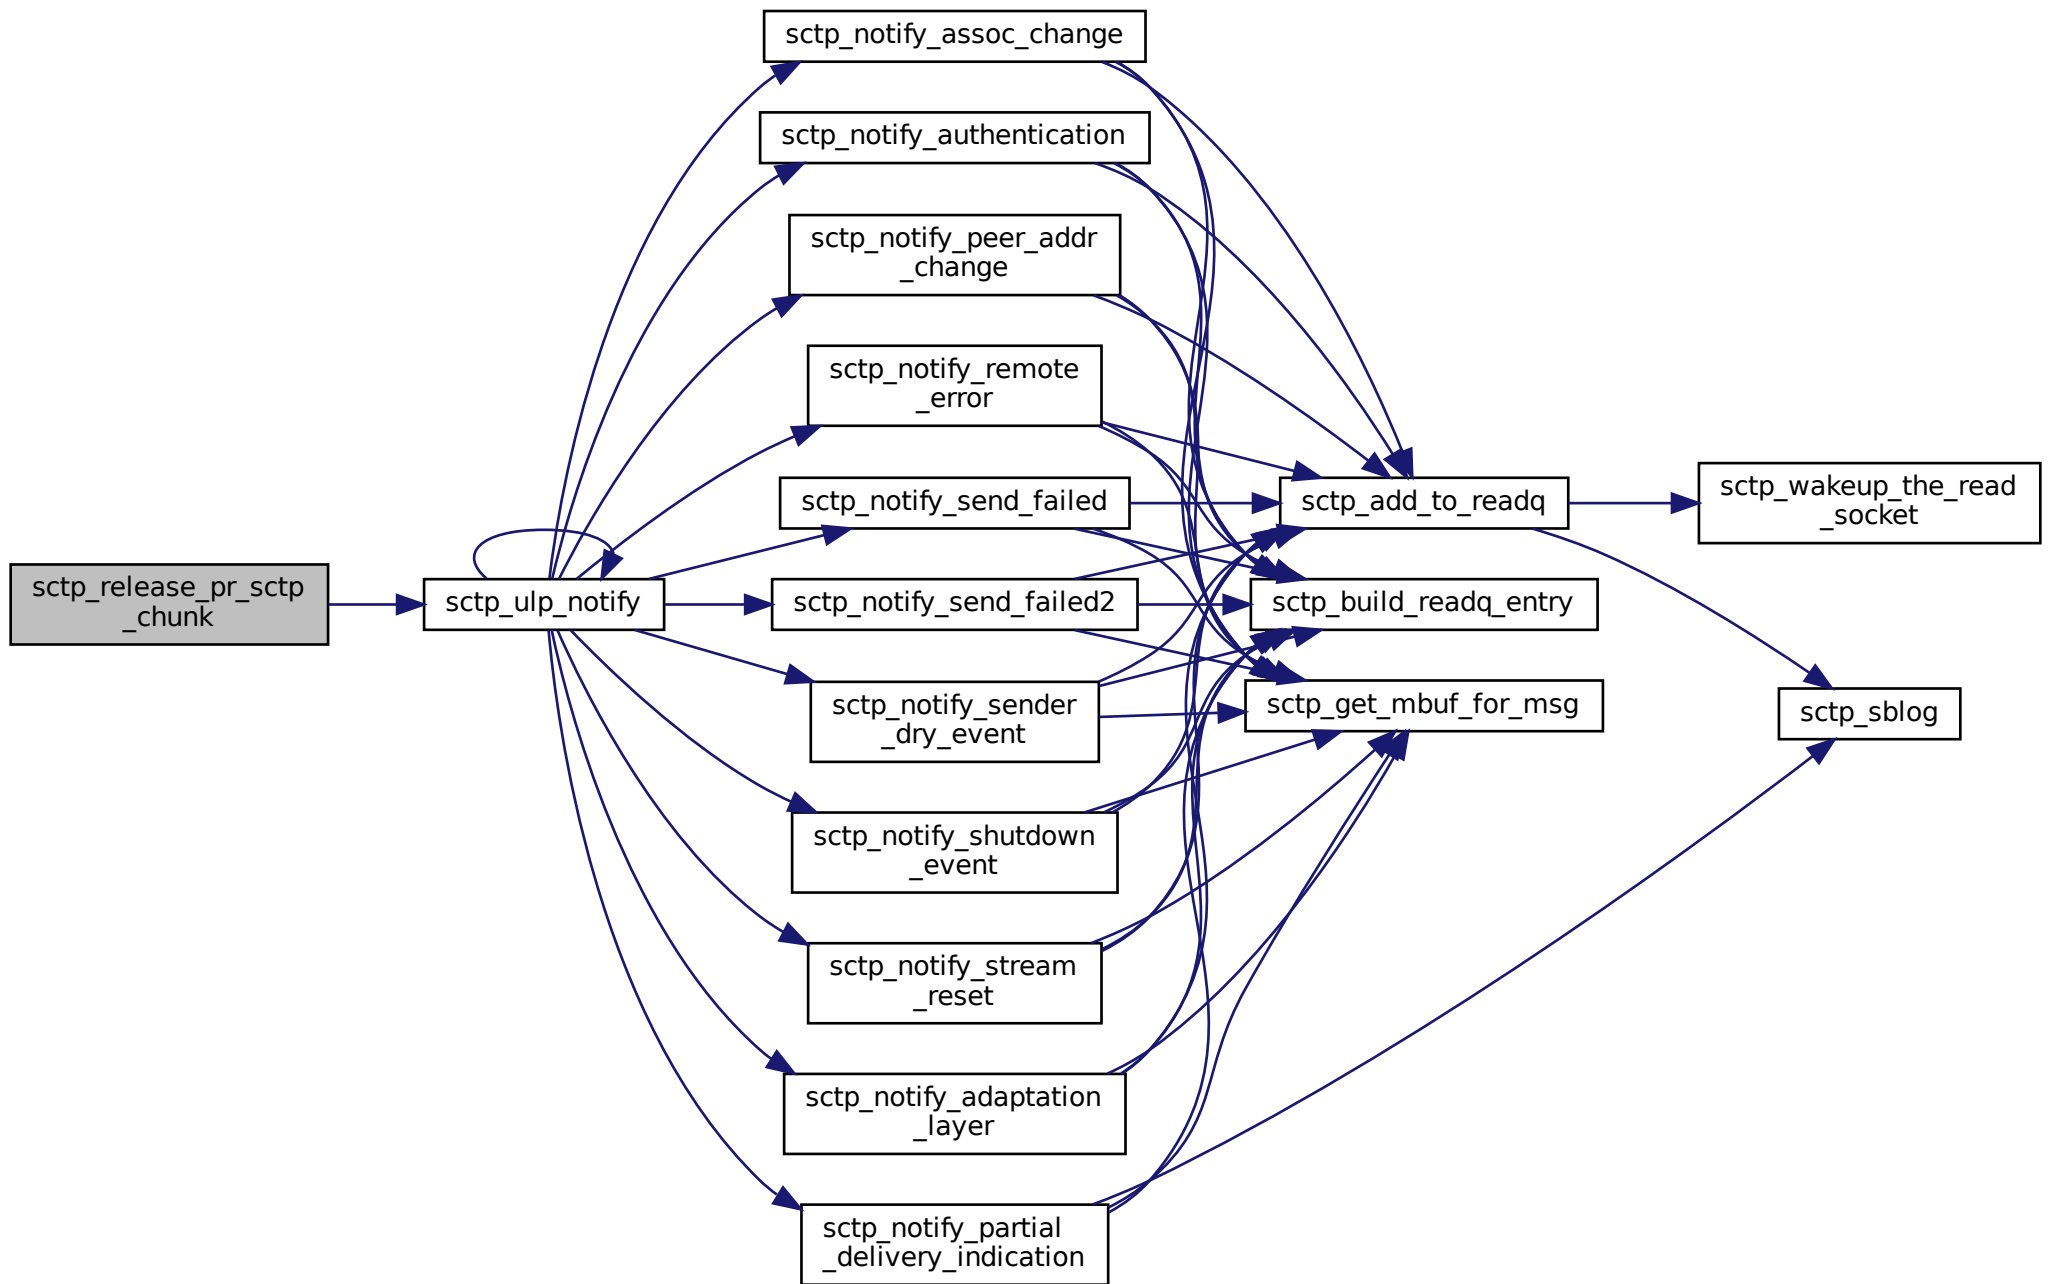 sctp_release_pr_sctp
_chunk
sctp_ulp_notify
sctp_notify_assoc_change
sctp_notify_authentication
sctp_notify_peer_addr
_change
sctp_notify_remote
_error
sctp_notify_send_failed
sctp_notify_send_failed2
sctp_notify_sender
_dry_event
sctp_notify_shutdown
_event
sctp_notify_stream
_reset
sctp_notify_adaptation
_layer
sctp_notify_partial
_delivery_indication
sctp_add_to_readq
sctp_build_readq_entry
sctp_get_mbuf_for_msg
sctp_wakeup_the_read
_socket
sctp_sblog